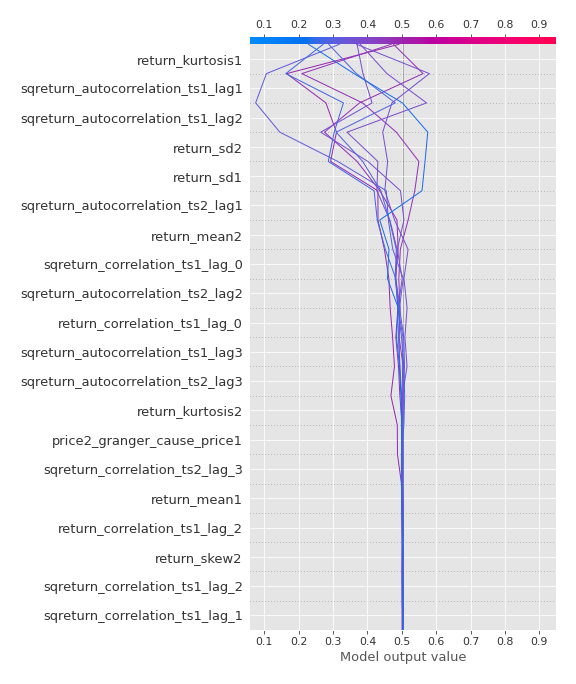 0.1 0.2 0.3 0.4 0.5 0.6 0.7 0.8 0.9
return_kurtosis1
sqreturn_autocorrelation_ts1_lag1
sqreturn_autocorrelation_ts1_lag2
return_sd2
return_sd1
sqreturn_autocorrelation_ts2_lag1
return_mean2
sqreturn_correlation_ts1_lag_0
sqreturn_autocorrelation_ts2_lag2
return_correlation_ts1_lag_0
sqreturn_autocorrelation_ts1_lag3
sqreturn_autocorrelation_ts2_lag3
return_kurtosis2
price2_granger_cause_price1
sqreturn_correlation_ts2_lag_3
return_mean1
return_correlation_ts1_lag_2
return_skew2
sqreturn_correlation_ts1_lag_2
sqreturn_correlation_ts1_lag_1
0.1 0.2 0.3 0.4 0.5 0.6 0.7 0.8 0.9
Model output value